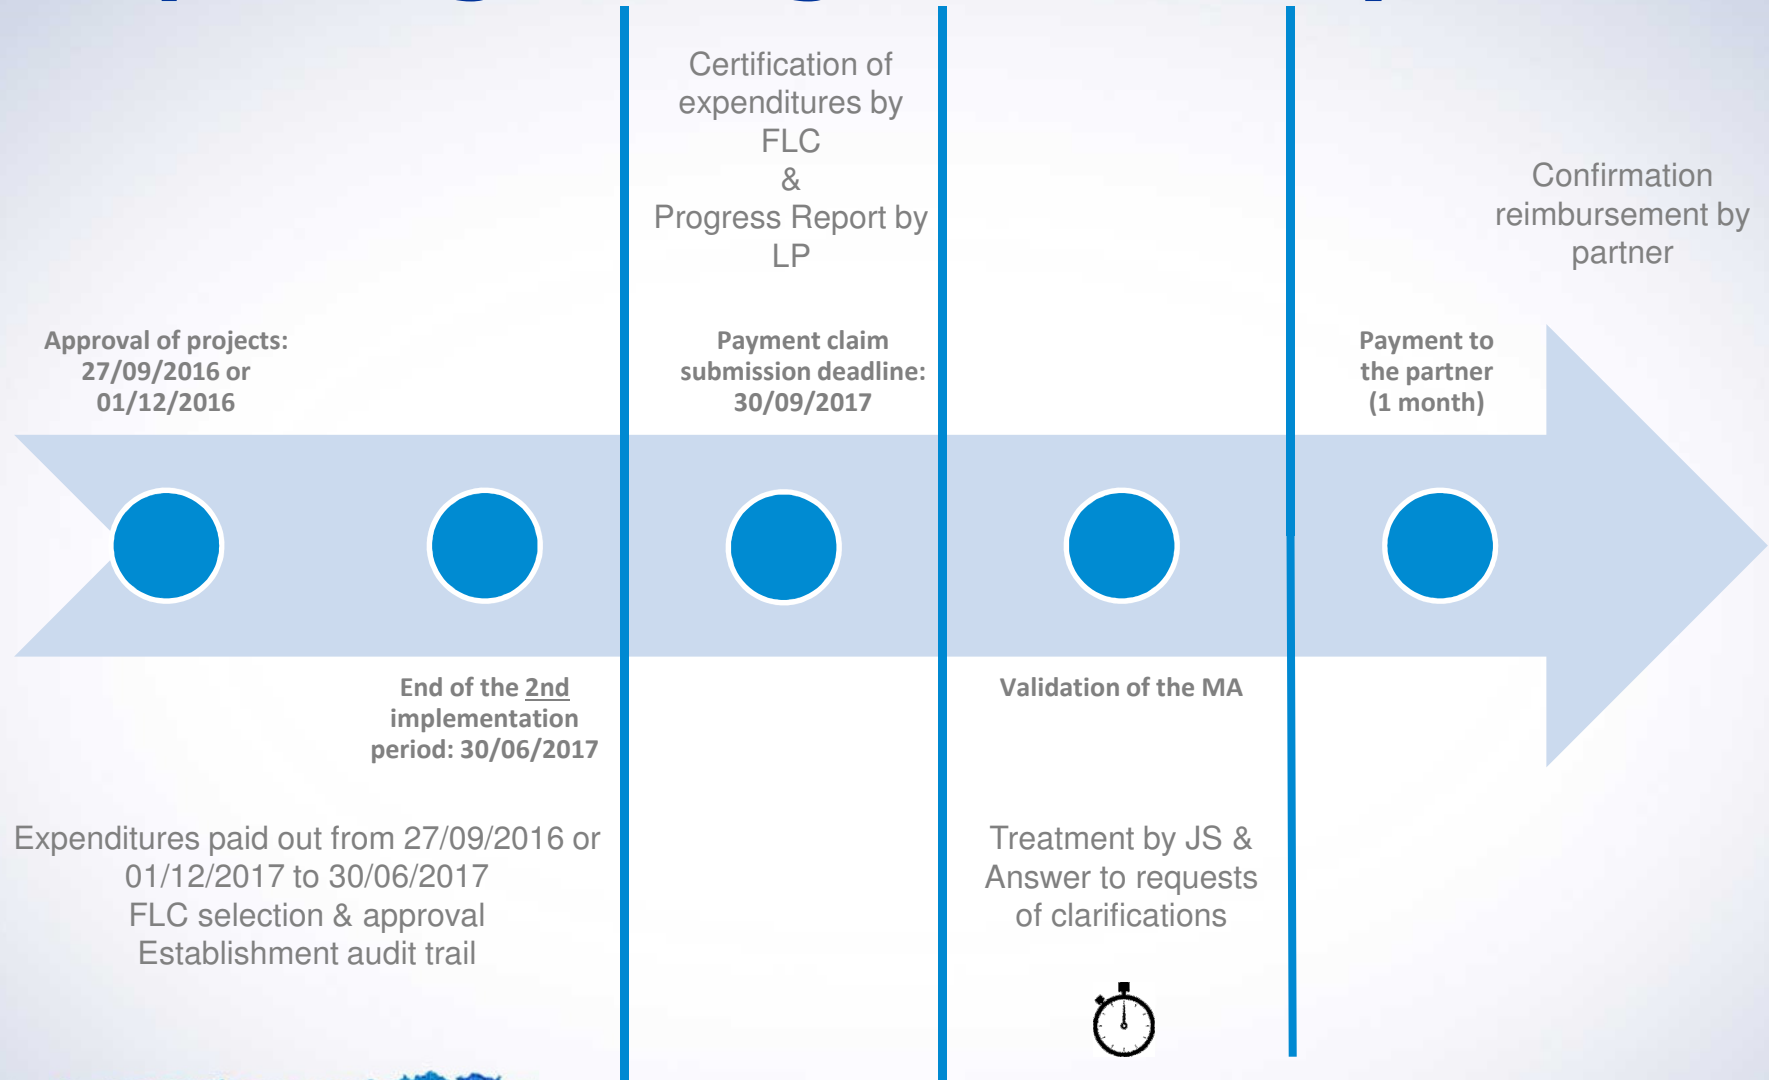 Certification of
expenditures by
FLC
&
Progress Report by
LP
Confirmation
reimbursement by
partner
Approval of projects:
27/09/2016 or
01/12/2016
Payment claim
submission deadline:
30/09/2017
Payment to
the partner
(1 month)
End of the 2nd
implementation
period: 30/06/2017
Validation of the MA
Expenditures paid out from 27/09/2016 or
01/12/2017 to 30/06/2017
FLC selection & approval
Establishment audit trail
Treatment by JS &
Answer to requests
of clarifications